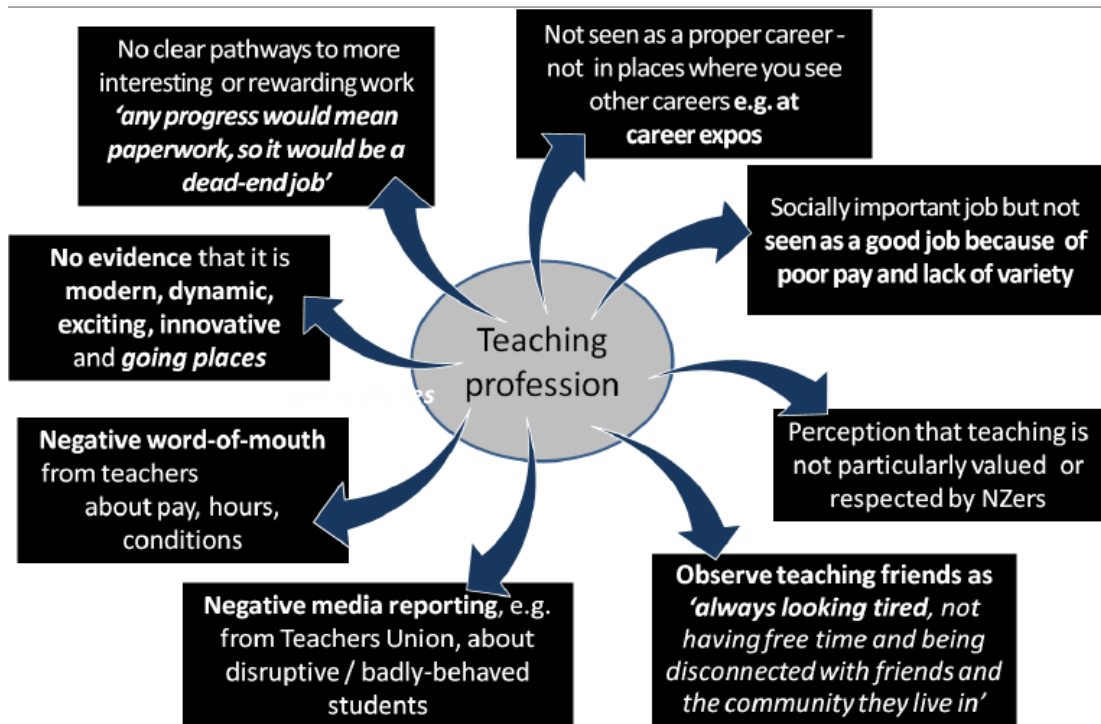 No clear pathways to more
interesting or rewarding work
‘any progress would mean
paperwork, so it would be a
dead-end job’
Not seen as a proper career -
not in places where you see
other careers e.g. at
career expos
Socially important job but not
seen as a good job because of
poor pay and lack of variety
No evidence that it is
modern, dynamic,
exciting, innovative
and going places
Teaching
profession
Perception that teaching is
not particularly valued or
respected by NZers
Negative word-of-mouth
from teachers
about pay, hours,
conditions
Observe teaching friends as
‘always looking tired, not
having free time and being
disconnected with friends and
the community they live in’
Negative media reporting, e.g.
from Teachers Union, about
disruptive / badly-behaved
students